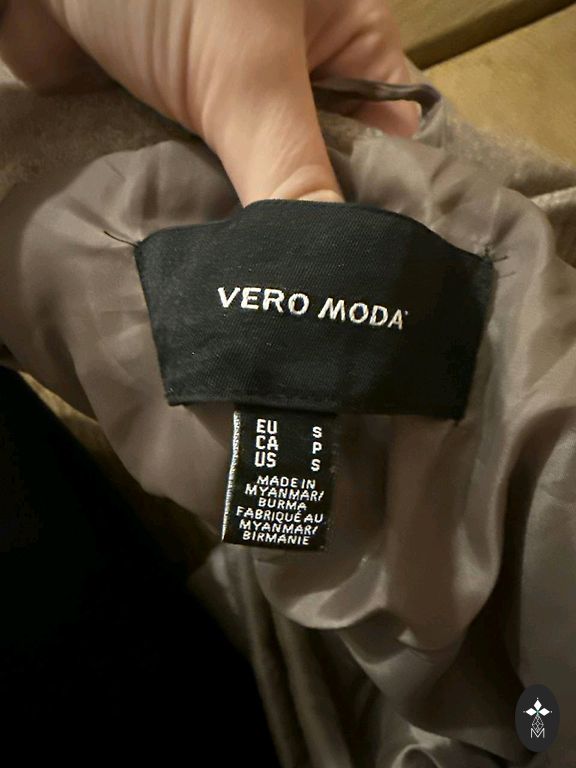 VERO MODA
EU S
CA P
US S
MADE IN
MYANMAR/
BURMA
FABRIQUÉ AU
MYANMAR/
BIRMANIE
M